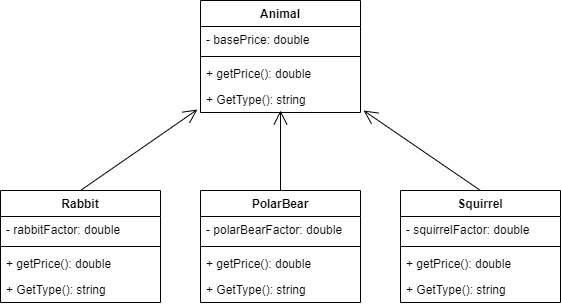 Animal
- basePrice: double
+ getPrice(): double
+ GetType(): string
Rabbit
- rabbitFactor: double
+ getPrice(): double
+ GetType(): string
PolarBear
- polarBearFactor: double
+ getPrice(): double
+ GetType(): string
Squirrel
- squirrelFactor: double
+ getPrice(): double
+ GetType(): string